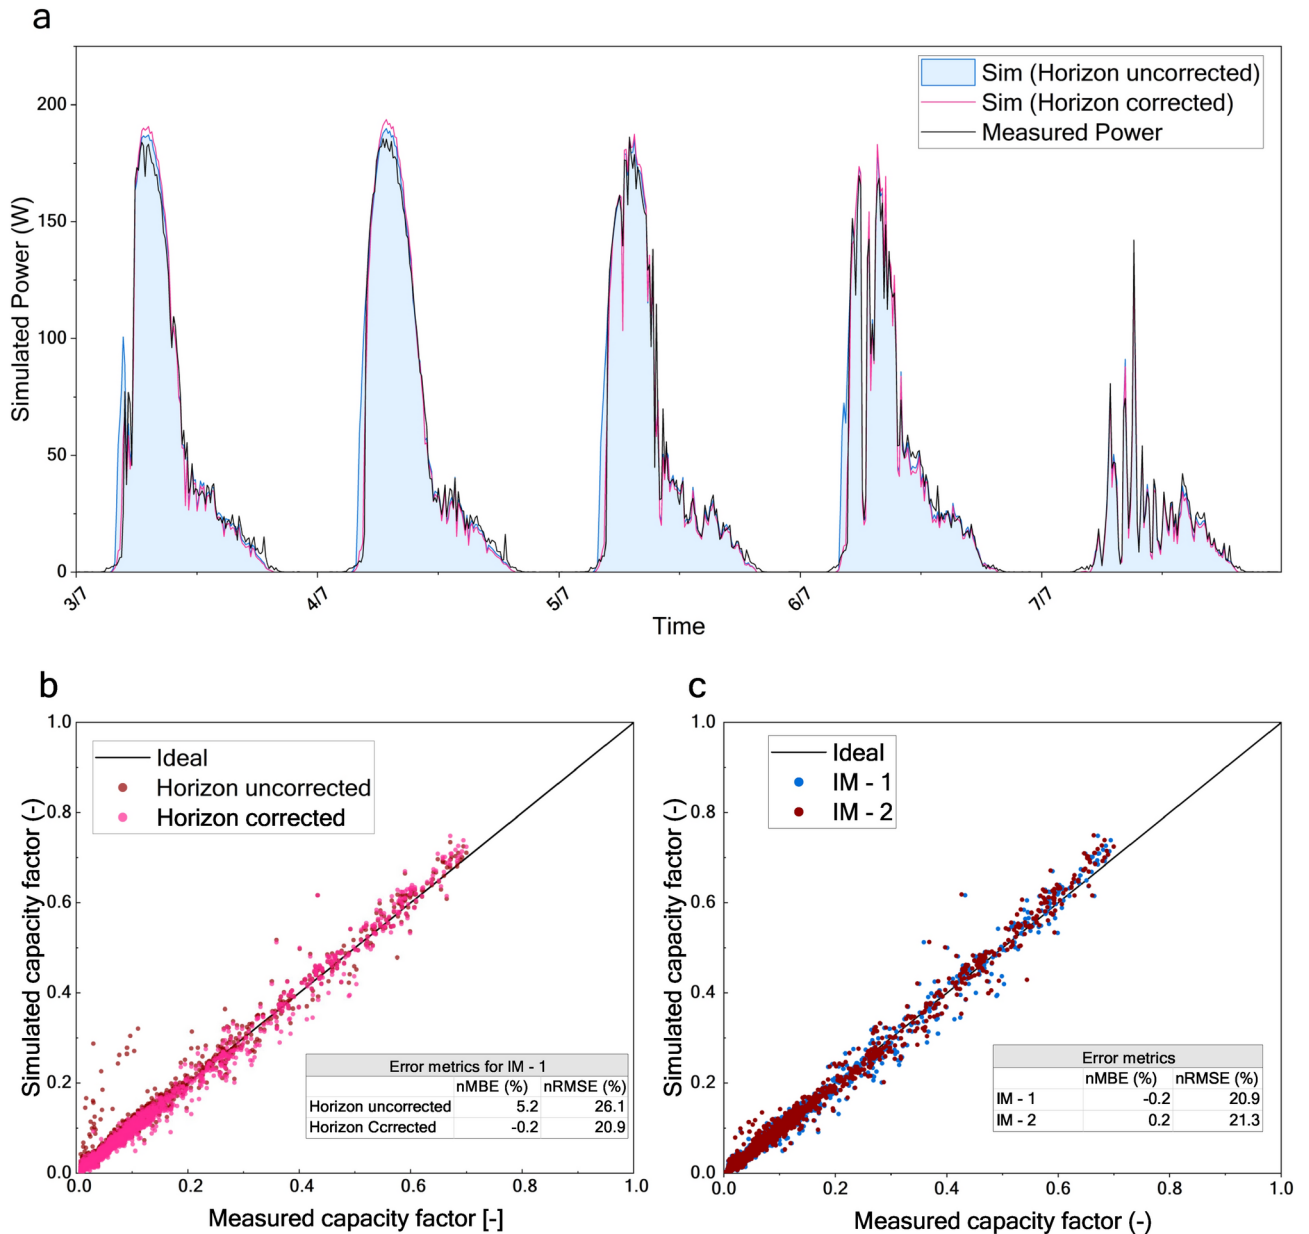 a
Sim (Horizon uncorrected)
Sim (Horizon corrected)
Measured Power
Simulated Power (W)
200
150
100
50
0
3/7
4/7
5/7
6/7
7/7
Time
b
Simulated capacity factor (-)
1.0
0.8
0.6
0.4
0.2
0.0
Ideal
Horizon uncorrected
Horizon corrected
Error metrics for IM - 1
nMBE (%) nRMSE (%)
Horizon uncorrected 5.2 26.1
Horizon Ccrrected -0.2 20.9
0.0 0.2 0.4 0.6 0.8 1.0
Measured capacity factor [-]
c
Simulated capacity factor (-)
1.0
0.8
0.6
0.4
0.2
0.0
Ideal
IM - 1
IM - 2
Error metrics
nMBE (%) nRMSE (%)
IM - 1 -0.2 20.9
IM - 2 0.2 21.3
0.0 0.2 0.4 0.6 0.8 1.0
Measured capacity factor (-)